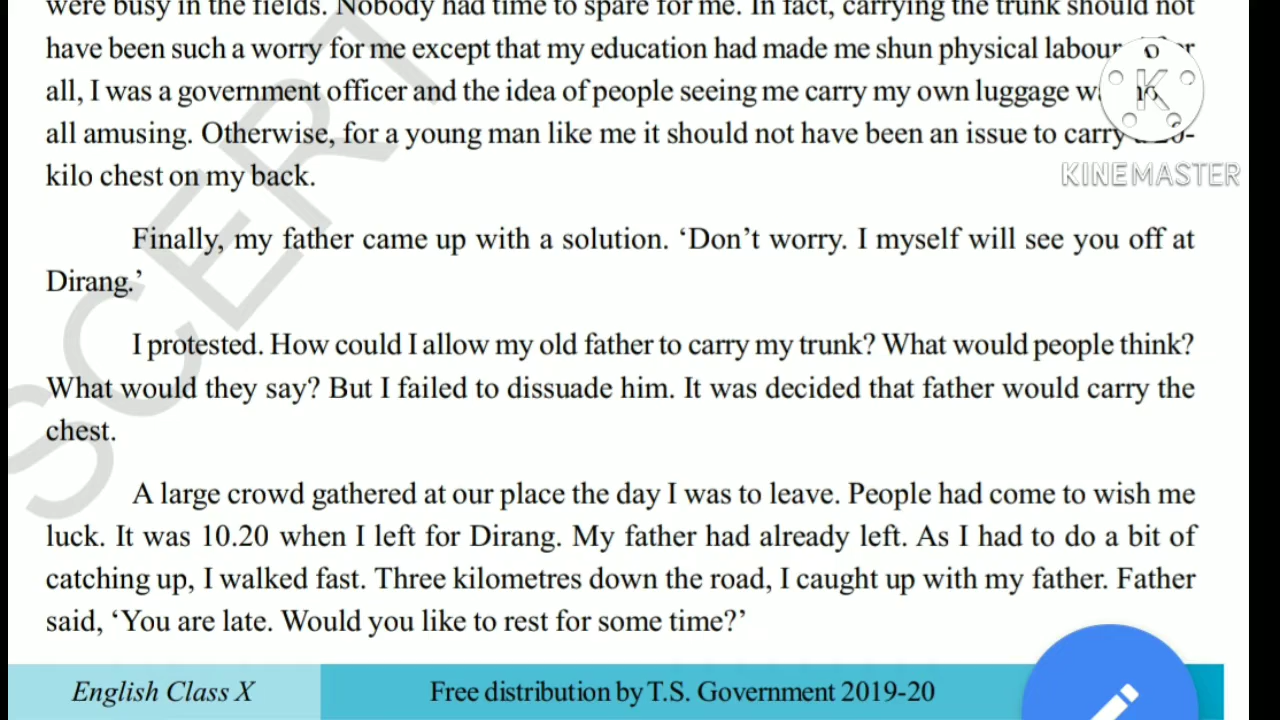 were busy in the fields. Nobody had time to spare for me. In fact, carrying the trunk should not
have been such a worry for me except that my education had made me shun physical labour.
all, I was a government officer and the idea of people seeing me carry my own luggage
all amusing. Otherwise, for a young man like me it should not have been an issue to carry
kilo chest on my back.
K
KINEMASTER
Finally, my father came up with a solution. ‘Don’t worry. I myself will see you off at
Dirang.’
I protested. How could I allow my old father to carry my trunk? What would people think?
What would they say? But I failed to dissuade him. It was decided that father would carry the
chest.
A large crowd gathered at our place the day I was to leave. People had come to wish me
luck. It was 10.20 when I left for Dirang. My father had already left. As I had to do a bit of
catching up, I walked fast. Three kilometres down the road, I caught up with my father. Father
said, ‘You are late. Would you like to rest for some time?’
SCERT
English Class X
Free distribution by T.S. Government 2019-20